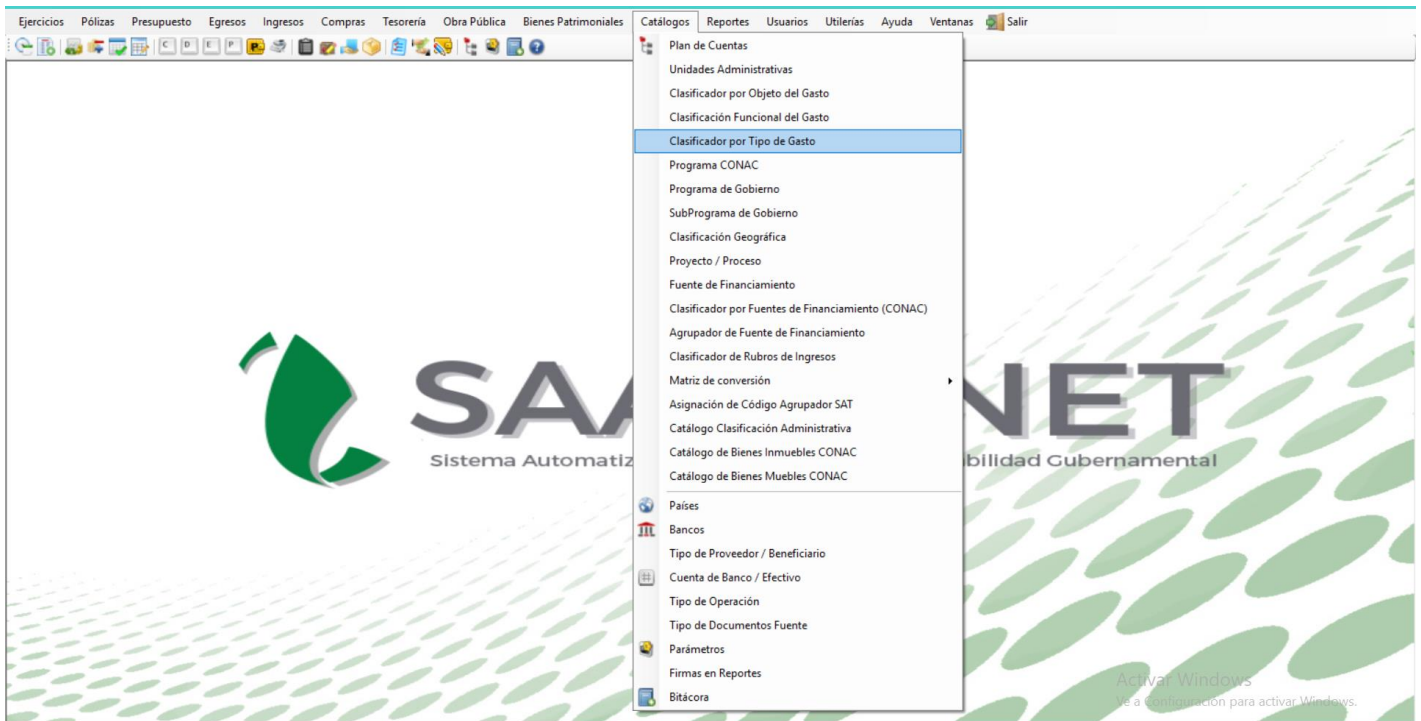 Ejercicios Pólizas Presupuesto Egresos Ingresos Compras Tesorería Obra Pública Bienes Patrimoniales Catálogos Reportes Usuarios Utilerías Ayuda Ventanas Salir
C D E P P
Plan de Cuentas
Unidades Administrativas
Clasificador por Objeto del Gasto
Clasificación Funcional del Gasto
Clasificador por Tipo de Gasto
Programa CONAC
Programa de Gobierno
SubPrograma de Gobierno
Clasificación Geográfica
Proyecto / Proceso
Fuente de Financiamiento
Clasificador por Fuentes de Financiamiento (CONAC)
Agrupador de Fuente de Financiamiento
Clasificador de Rubros de Ingresos
Matriz de conversión
Asignación de Código Agrupador SAT
Catálogo Clasificación Administrativa
Catálogo de Bienes Inmuebles CONAC
Catálogo de Bienes Muebles CONAC
Países
Bancos
Tipo de Proveedor / Beneficiario
Cuenta de Banco / Efectivo
Tipo de Operación
Tipo de Documentos Fuente
Parámetros
Firmas en Reportes
Bitácora
SAA NET
Sistema Automatiz bilidad Gubernamental
Activar Windows
Ve a Configuración para activar Windows.